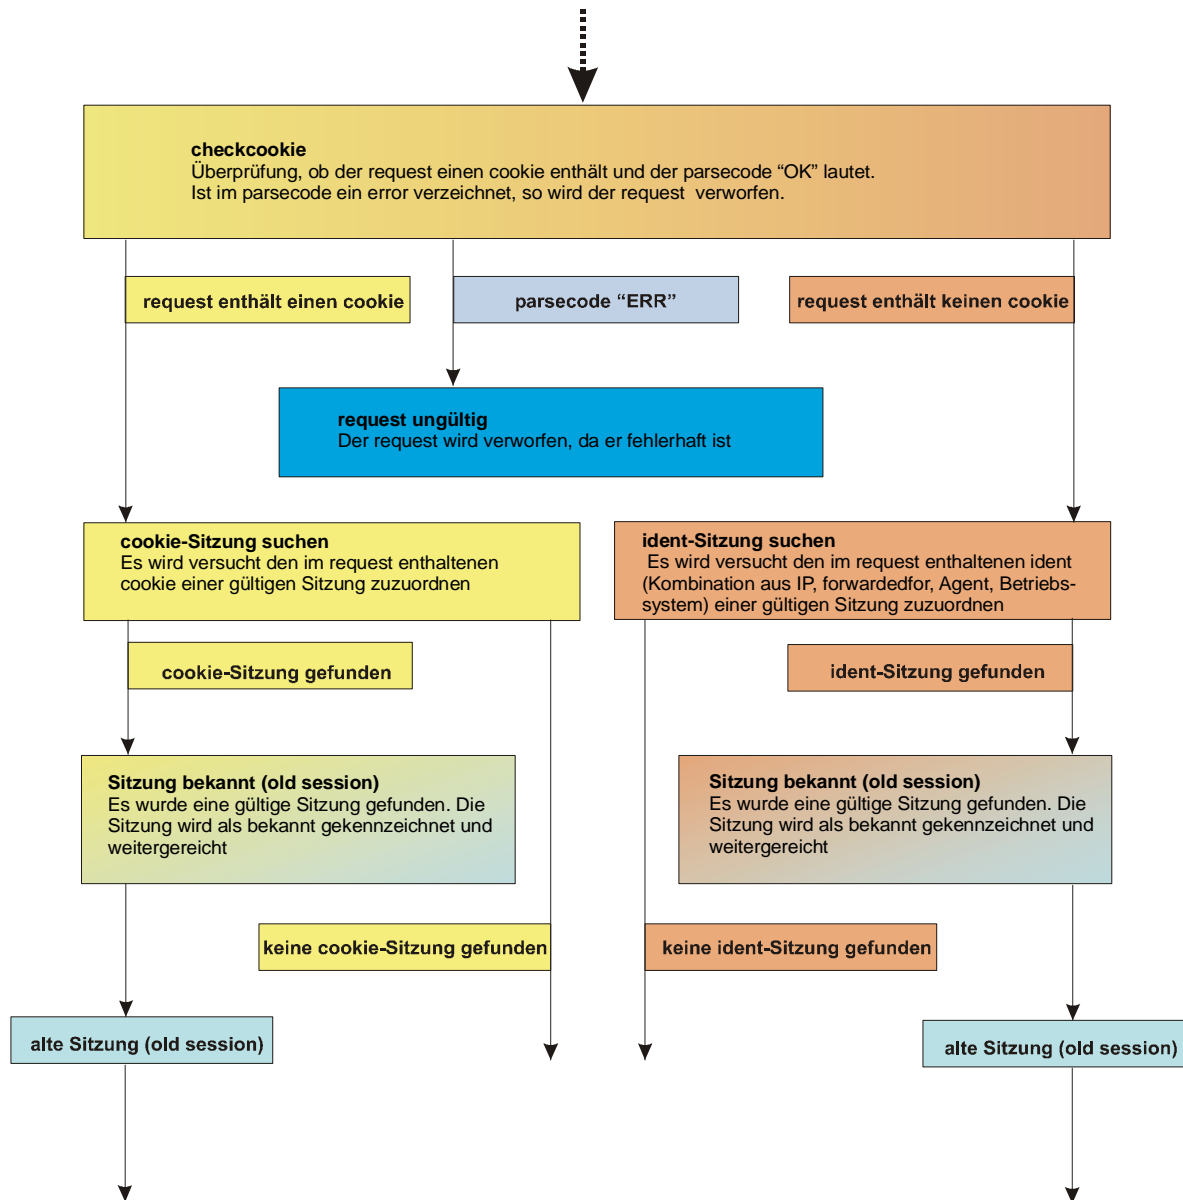 checkcookie
Überprüfung, ob der request einen cookie enthält und der parsecode “OK” lautet.
Ist im parsecode ein error verzeichnet, so wird der request verworfen.
request enthält einen cookie
parsecode “ERR”
request enthält keinen cookie
request ungültig
Der request wird verworfen, da er fehlerhaft ist
cookie-Sitzung suchen
Es wird versucht den im request enthaltenen
cookie einer gültigen Sitzung zuzuordnen
ident-Sitzung suchen
Es wird versucht den im request enthaltenen ident
(Kombination aus IP, forwardedfor, Agent, Betriebs-
system) einer gültigen Sitzung zuzuordnen
cookie-Sitzung gefunden
ident-Sitzung gefunden
Sitzung bekannt (old session)
Es wurde eine gültige Sitzung gefunden. Die
Sitzung wird als bekannt gekennzeichnet und
weitergereicht
Sitzung bekannt (old session)
Es wurde eine gültige Sitzung gefunden. Die
Sitzung wird als bekannt gekennzeichnet und
weitergereicht
keine cookie-Sitzung gefunden
keine ident-Sitzung gefunden
alte Sitzung (old session)
alte Sitzung (old session)